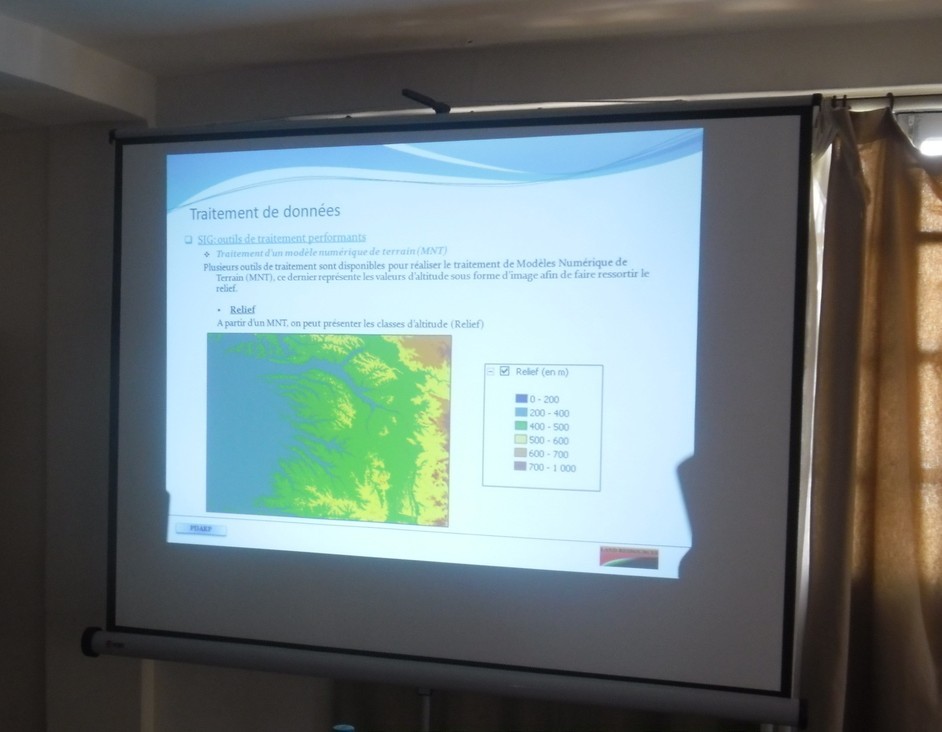 Traitement de données
SIG: outils de traitement performants
Traitement d'un modèle numérique de terrain (MNT)
Plusieurs outils de traitement sont disponibles pour réaliser le traitement de Modèles Numérique de
Terrain (MNT), ce dernier représente les valeurs d'altitude sous forme d'image afin de faire ressortir le
relief.
Relief
A partir d'un MNT, on peut présenter les classes d'altitude (Relief)
Relief (en m)
0 - 200
200 - 400
400 - 500
500 - 600
600 - 700
700 - 1 000